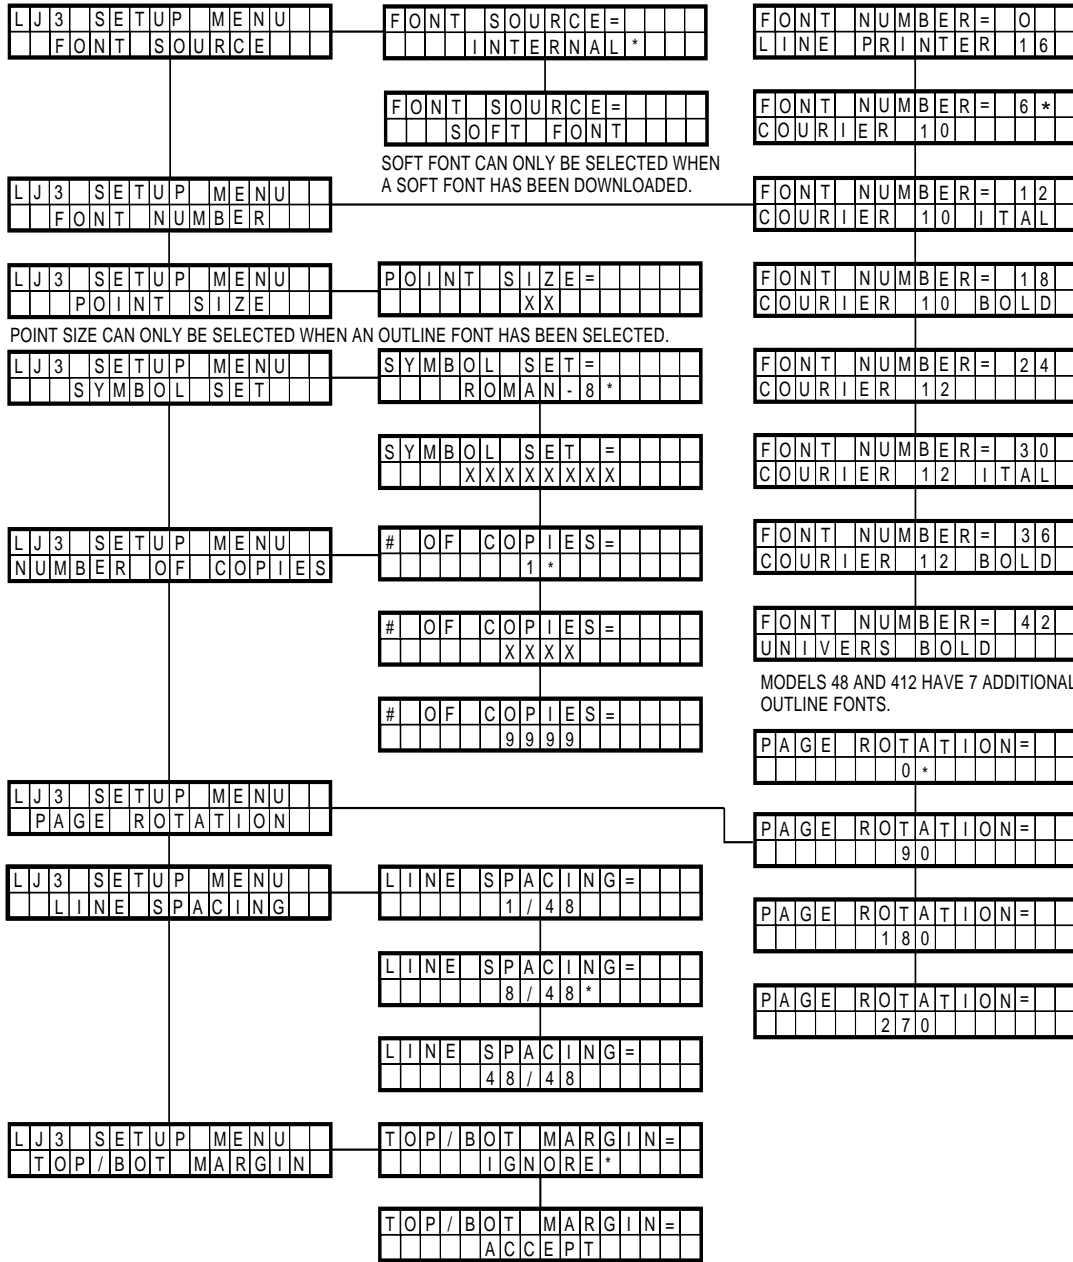 LJ3 SETUP MENU
FONT SOURCE
FONT SOURCE=
INTERNAL*
FONT SOURCE=
SOFT FONT
SOFT FONT CAN ONLY BE SELECTED WHEN
A SOFT FONT HAS BEEN DOWNLOADED.
LJ3 SETUP MENU
FONT NUMBER
FONT NUMBER= O
LINE PRINTER 16
FONT NUMBER= 6*
COURIER 10
FONT NUMBER= 12
COURIER 10 ITAL
FONT NUMBER= 18
COURIER 10 BOLD
FONT NUMBER= 24
COURIER 12
FONT NUMBER= 30
COURIER 12 ITAL
FONT NUMBER= 36
COURIER 12 BOLD
FONT NUMBER= 42
UNIVERS BOLD
MODELS 48 AND 412 HAVE 7 ADDITIONAL
OUTLINE FONTS.
LJ3 SETUP MENU
POINT SIZE
POINT SIZE=
XX
POINT SIZE CAN ONLY BE SELECTED WHEN AN OUTLINE FONT HAS BEEN SELECTED.
LJ3 SETUP MENU
SYMBOL SET
SYMBOL SET=
ROMAN-8*
SYMBOL SET =
XXXXXXXX
LJ3 SETUP MENU
NUMBER OF COPIES
# OF COPIES=
1*
# OF COPIES=
XXXX
# OF COPIES=
9999
LJ3 SETUP MENU
PAGE ROTATION
PAGE ROTATION=
0*
PAGE ROTATION=
90
PAGE ROTATION=
180
PAGE ROTATION=
270
LJ3 SETUP MENU
LINE SPACING
LINE SPACING=
1/48
LINE SPACING=
8/48*
LINE SPACING=
48/48
LJ3 SETUP MENU
TOP/BOT MARGIN
TOP/BOT MARGIN=
IGNORE*
TOP/BOT MARGIN=
ACCEPT